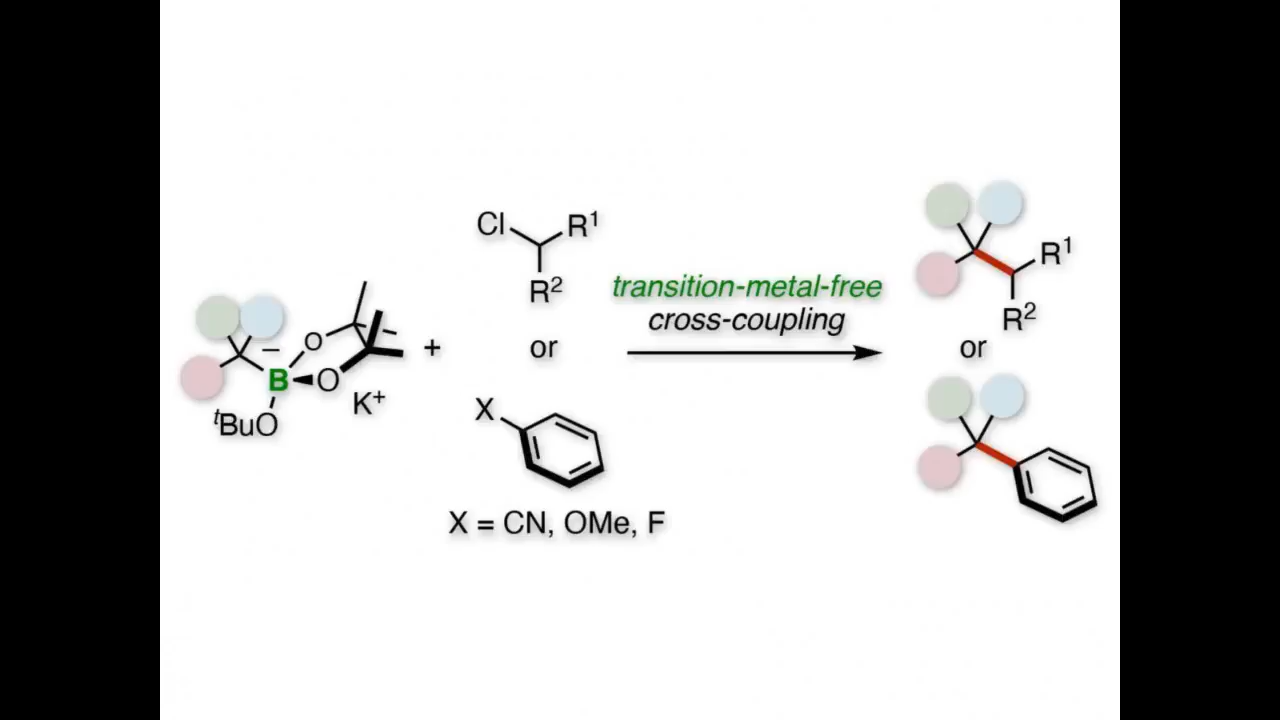 Cl
R¹
R²
or
X
X = CN, OMe, F
−
B
O
O
ᵗBuO
K⁺
+
transition-metal-free
cross-coupling
R¹
R²
or